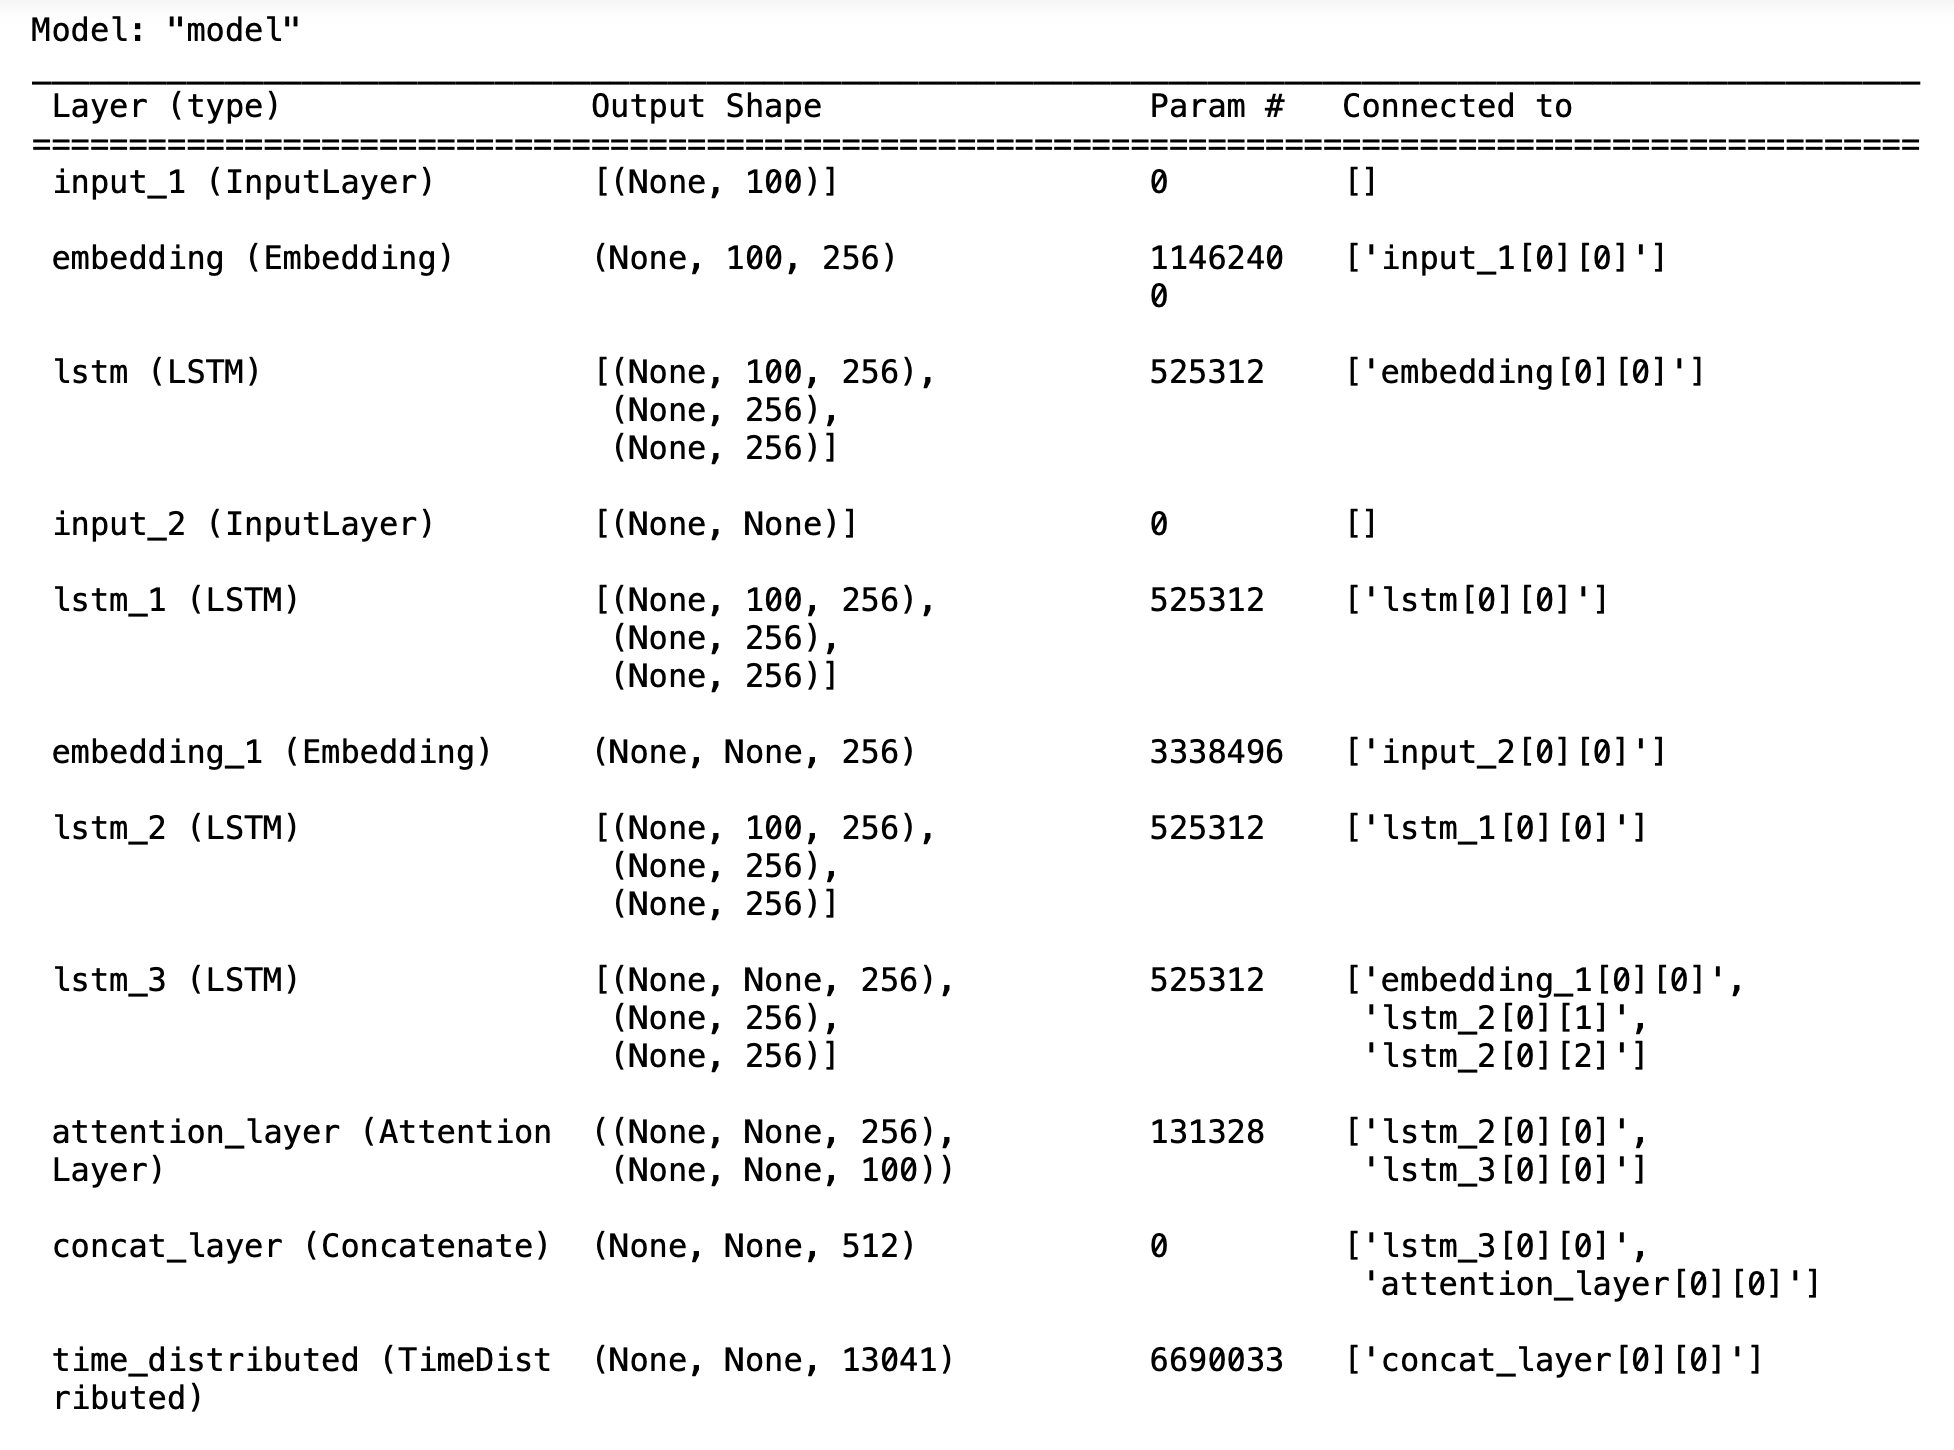 Model: "model"
__________________________________________________________________________________________________
 Layer (type)                Output Shape                 Param #   Connected to
==================================================================================================
 input_1 (InputLayer)        [(None, 100)]                0         []
 embedding (Embedding)       (None, 100, 256)             1146240   ['input_1[0][0]']
                                                          0
 lstm (LSTM)                 [(None, 100, 256),           525312    ['embedding[0][0]']
                              (None, 256),
                              (None, 256)]
 input_2 (InputLayer)        [(None, None)]               0         []
 lstm_1 (LSTM)               [(None, 100, 256),           525312    ['lstm[0][0]']
                              (None, 256),
                              (None, 256)]
 embedding_1 (Embedding)     (None, None, 256)            3338496   ['input_2[0][0]']
 lstm_2 (LSTM)               [(None, 100, 256),           525312    ['lstm_1[0][0]']
                              (None, 256),
                              (None, 256)]
 lstm_3 (LSTM)               [(None, None, 256),          525312    ['embedding_1[0][0]',
                              (None, 256),                           'lstm_2[0][1]',
                              (None, 256)]                           'lstm_2[0][2]']
 attention_layer (Attention  ((None, None, 256),          131328    ['lstm_2[0][0]',
 Layer)                       (None, None, 100))                     'lstm_3[0][0]']
 concat_layer (Concatenate)  (None, None, 512)            0         ['lstm_3[0][0]',
                                                                     'attention_layer[0][0]']
 time_distributed (TimeDist  (None, None, 13041)          6690033   ['concat_layer[0][0]']
 ributed)